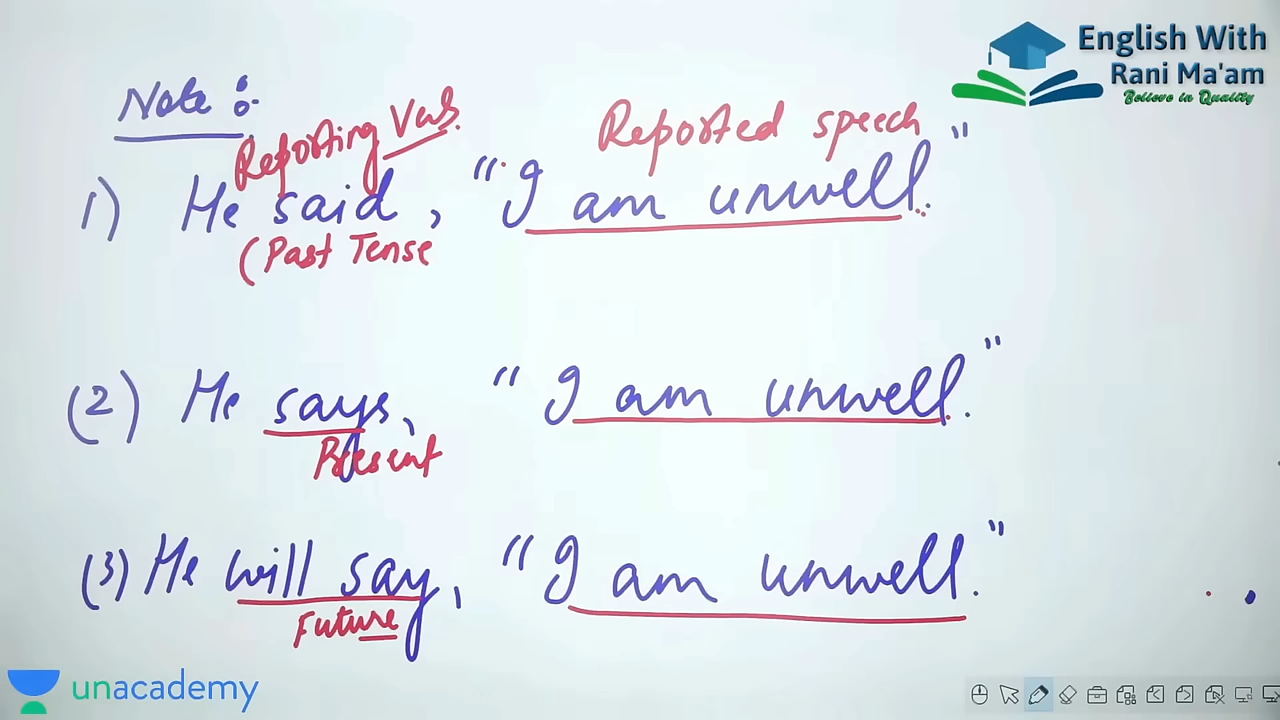 English With
Rani Ma'am
Believe in Quality
Note :-
Reporting Verb.
Reported speech
1) He said, "I am unwell."
(Past Tense
(2) He says, "I am unwell."
Present
(3) He will say, "I am unwell."
Future
unacademy